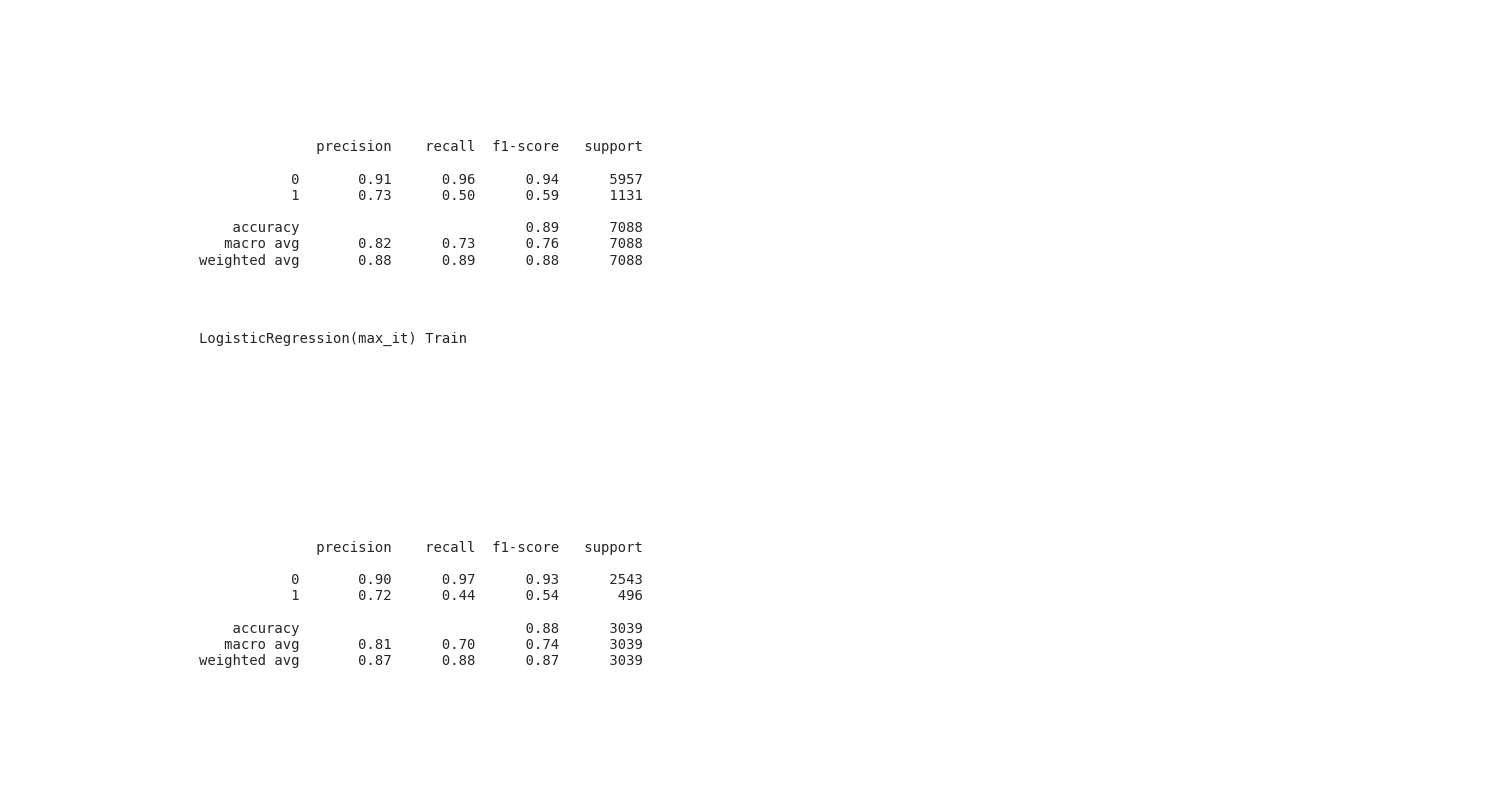 precision recall f1-score support
0 0.91 0.96 0.94 5957
1 0.73 0.50 0.59 1131
accuracy 0.89 7088
macro avg 0.82 0.73 0.76 7088
weighted avg 0.88 0.89 0.88 7088
LogisticRegression(max_it) Train
precision recall f1-score support
0 0.90 0.97 0.93 2543
1 0.72 0.44 0.54 496
accuracy 0.88 3039
macro avg 0.81 0.70 0.74 3039
weighted avg 0.87 0.88 0.87 3039